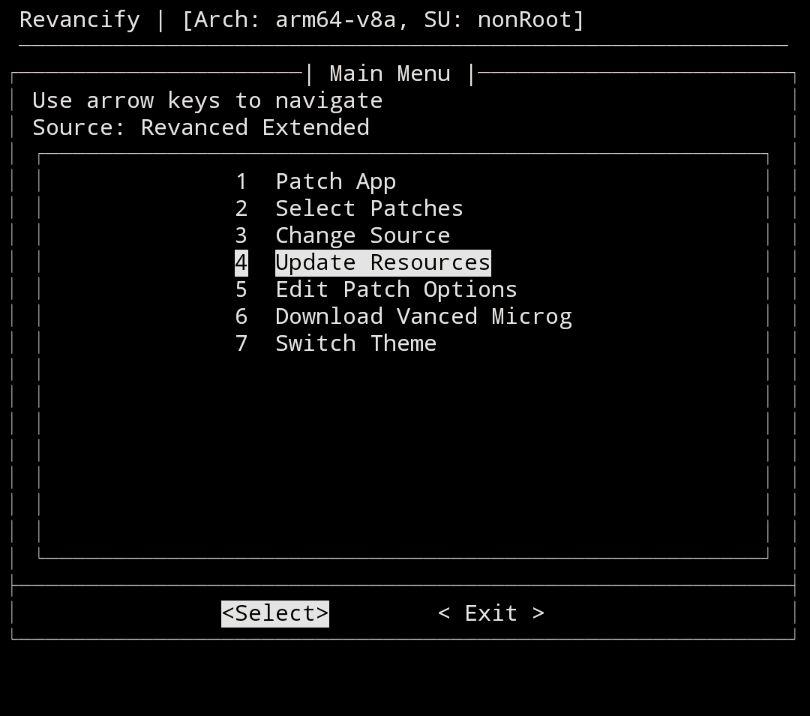 Revancify | [Arch: arm64-v8a, SU: nonRoot]
| Main Menu |
Use arrow keys to navigate
Source: Revanced Extended
1 Patch App
2 Select Patches
3 Change Source
4 Update Resources
5 Edit Patch Options
6 Download Vanced Microg
7 Switch Theme
<Select> < Exit >